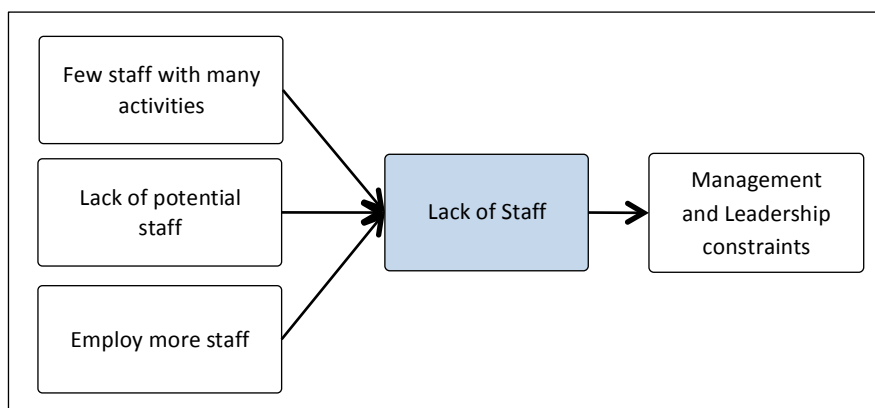 Few staff with many
activities
Lack of potential
staff
Employ more staff
Lack of Staff
Management
and Leadership
constraints